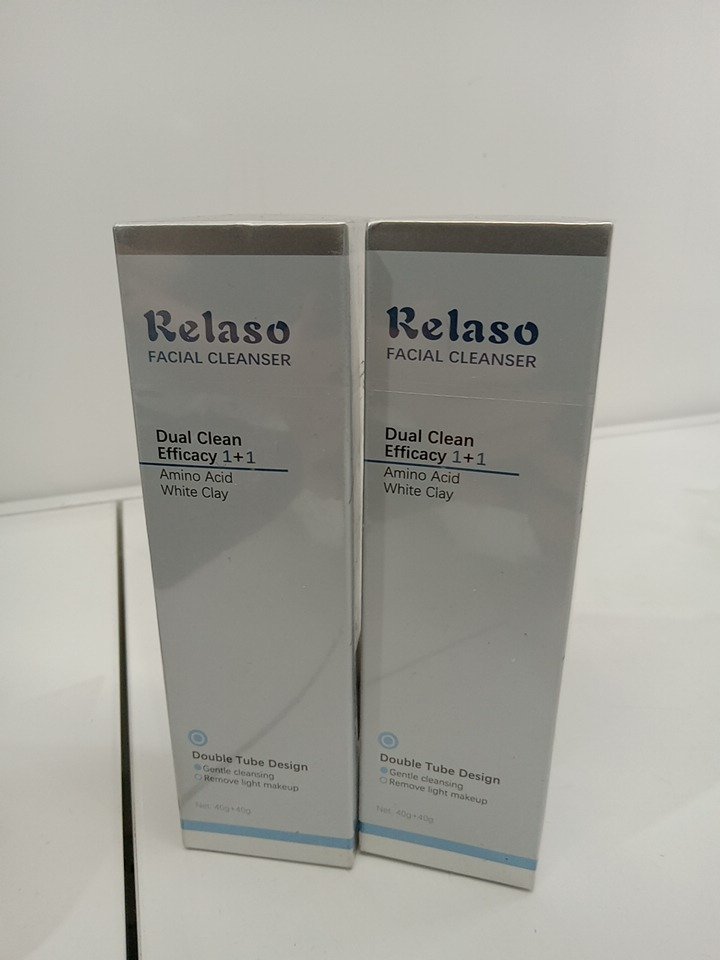 Relaso
FACIAL CLEANSER
Dual Clean
Efficacy 1+1
Amino Acid
White Clay
Double Tube Design
Gentle cleansing
Remove light makeup
Net. 40g+40g
Relaso
FACIAL CLEANSER
Dual Clean
Efficacy 1+1
Amino Acid
White Clay
Double Tube Design
Gentle cleansing
Remove light makeup
Net. 40g+40g